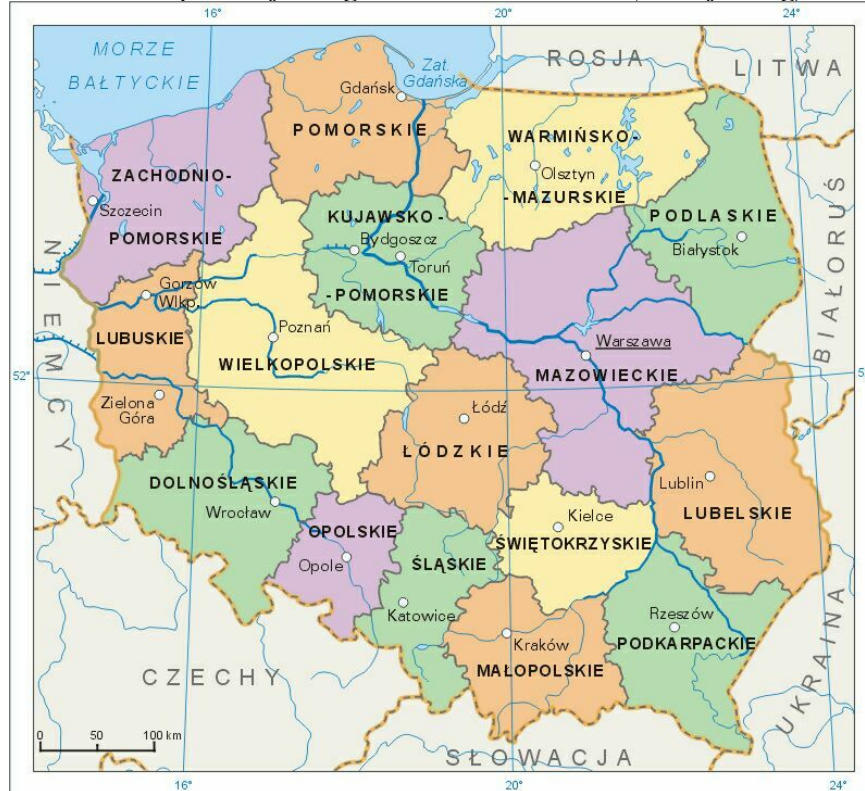 16°
20°
24°
MORZE
BAŁTYCKIE
Zat.
Gdańska
ROSJA
LITWA
Gdańsk
POMORSKIE
WARMIŃSKO-
Olsztyn
-MAZURSKIE
ZACHODNIO-
Szczecin
POMORSKIE
KUJAWSKO-
Bydgoszcz
Toruń
-POMORSKIE
PODLASKIE
Białystok
BIAŁORUŚ
NIEMCY
Gorzów
Wlkp.
LUBUSKIE
Poznań
WIELKOPOLSKIE
Warszawa
MAZOWIECKIE
52°
Zielona
Góra
Łódź
ŁÓDZKIE
DOLNOŚLĄSKIE
Wrocław
Lublin
LUBELSKIE
OPOLSKIE
Opole
ŚLĄSKIE
Katowice
Kielce
ŚWIĘTOKRZYSKIE
Rzeszów
PODKARPACKIE
Kraków
MAŁOPOLSKIE
CZECHY
UKRAINA
SŁOWACJA
0 50 100 km
16°
20°
24°